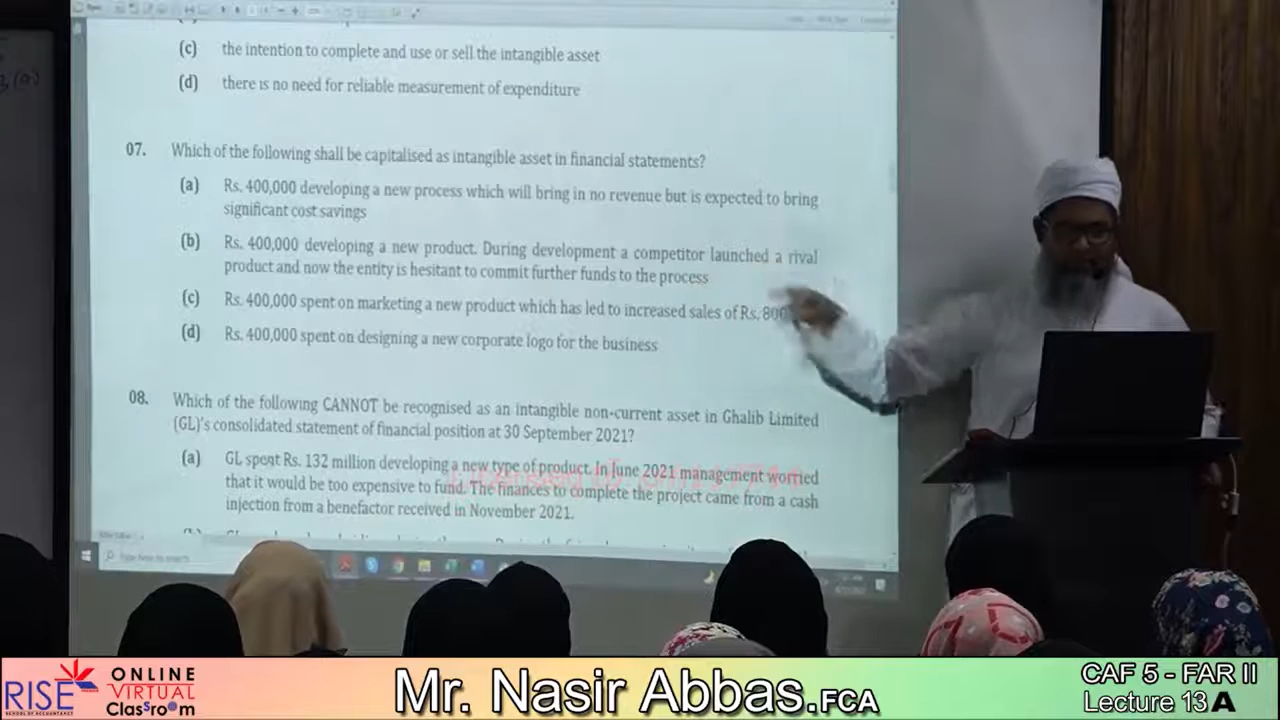 (c) the intention to complete and use or sell the intangible asset
(d) there is no need for reliable measurement of expenditure
07. Which of the following shall be capitalised as intangible asset in financial statements?
(a) Rs. 400,000 developing a new process which will bring in no revenue but is expected to bring
significant cost savings
(b) Rs. 400,000 developing a new product. During development a competitor launched a rival
product and now the entity is hesitant to commit further funds to the process
(c) Rs. 400,000 spent on marketing a new product which has led to increased sales of Rs.
(d) Rs. 400,000 spent on designing a new corporate logo for the business
08. Which of the following CANNOT be recognised as an intangible non-current asset in Ghalib Limited
(GL)'s consolidated statement of financial position at 30 September 2021?
(a) GL spent Rs. 132 million developing a new type of product. In June 2021 management worried
that it would be too expensive to fund. The finances to complete the project came from a cash
injection from a benefactor received in November 2021.
RISE
SCHOOL OF ACCOUNTANCY
ONLINE
VIRTUAL
Classroom
Mr. Nasir Abbas.FCA
CAF 5 - FAR II
Lecture 13 A